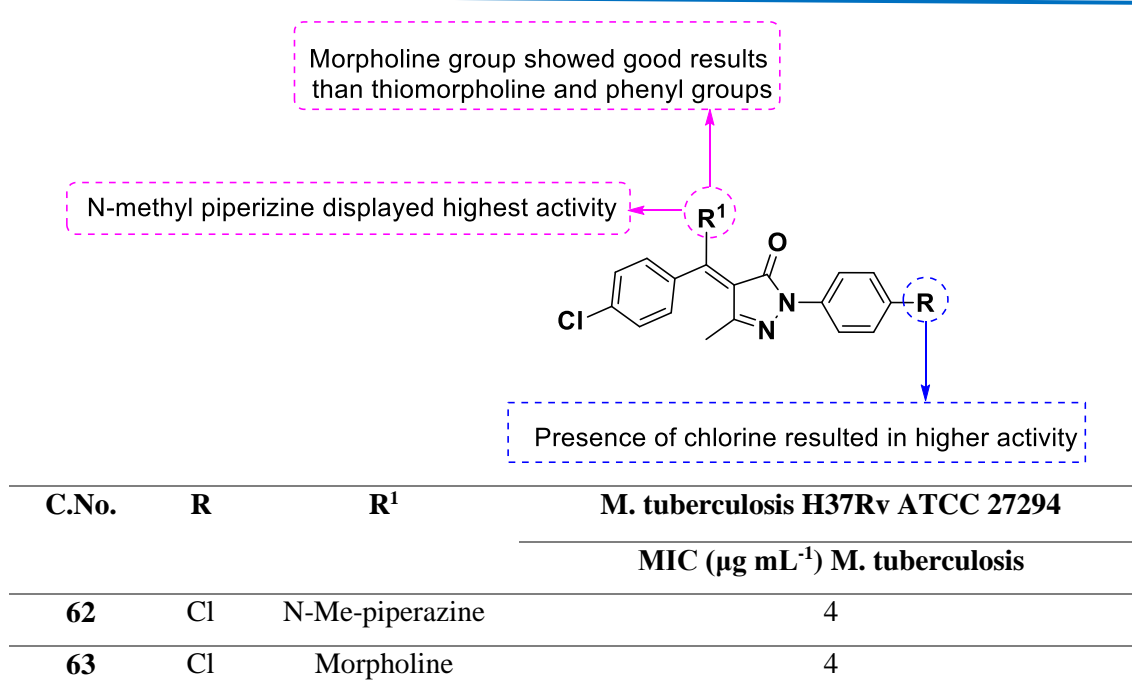 Morpholine group showed good results
than thiomorpholine and phenyl groups
N-methyl piperizine displayed highest activity
R¹
O
Cl
N
N
R
Presence of chlorine resulted in higher activity
C.No. R R¹ M. tuberculosis H37Rv ATCC 27294
MIC (µg mL⁻¹) M. tuberculosis
62 Cl N-Me-piperazine 4
63 Cl Morpholine 4